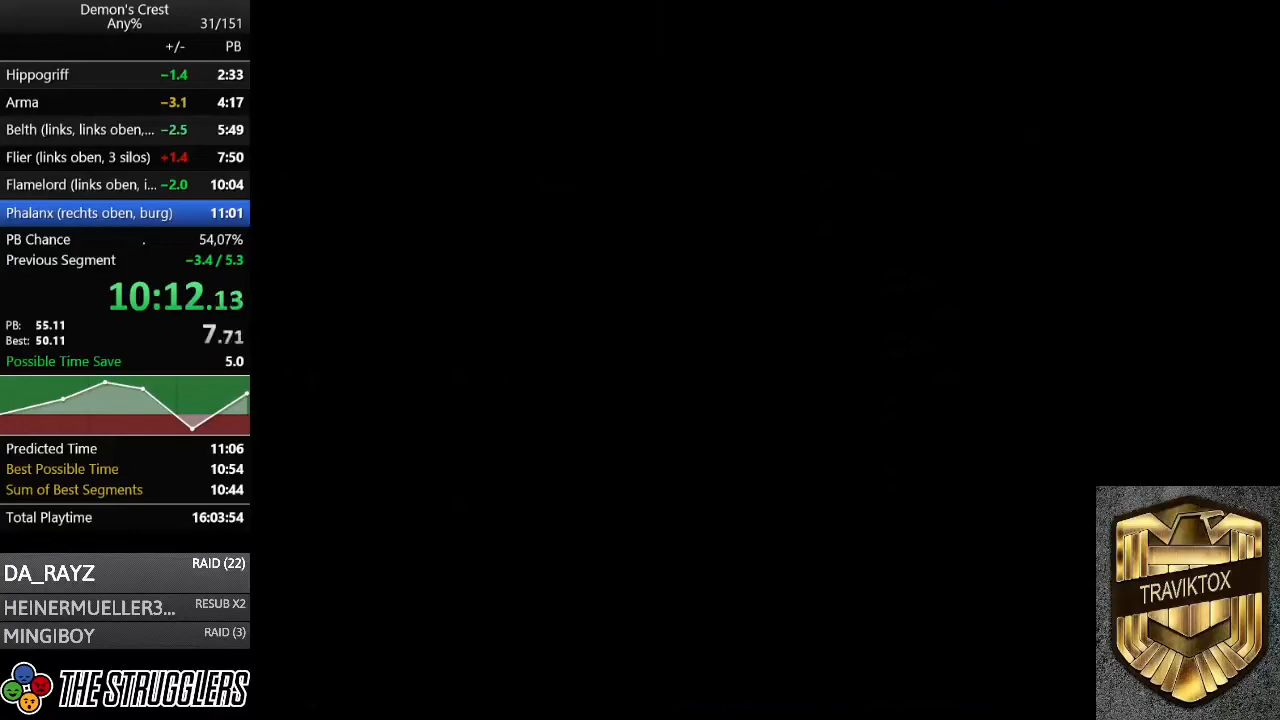 Demon's Crest
Any% 31/151
+/- PB
Hippogriff −1.4 2:33
Arma −3.1 4:17
Belth (links, links oben,... −2.5 5:49
Flier (links oben, 3 silos) +1.4 7:50
Flamelord (links oben, i... −2.0 10:04
Phalanx (rechts oben, burg) 11:01
PB Chance 54,07%
Previous Segment −3.4 / 5.3
10:12.13
PB: 55.11
Best: 50.11
7.71
Possible Time Save 5.0
Predicted Time 11:06
Best Possible Time 10:54
Sum of Best Segments 10:44
Total Playtime 16:03:54
DA_RAYZ RAID (22)
HEINERMUELLER3... RESUB X2
MINGIBOY RAID (3)
THE STRUGGLERS
TRAVIKTOX